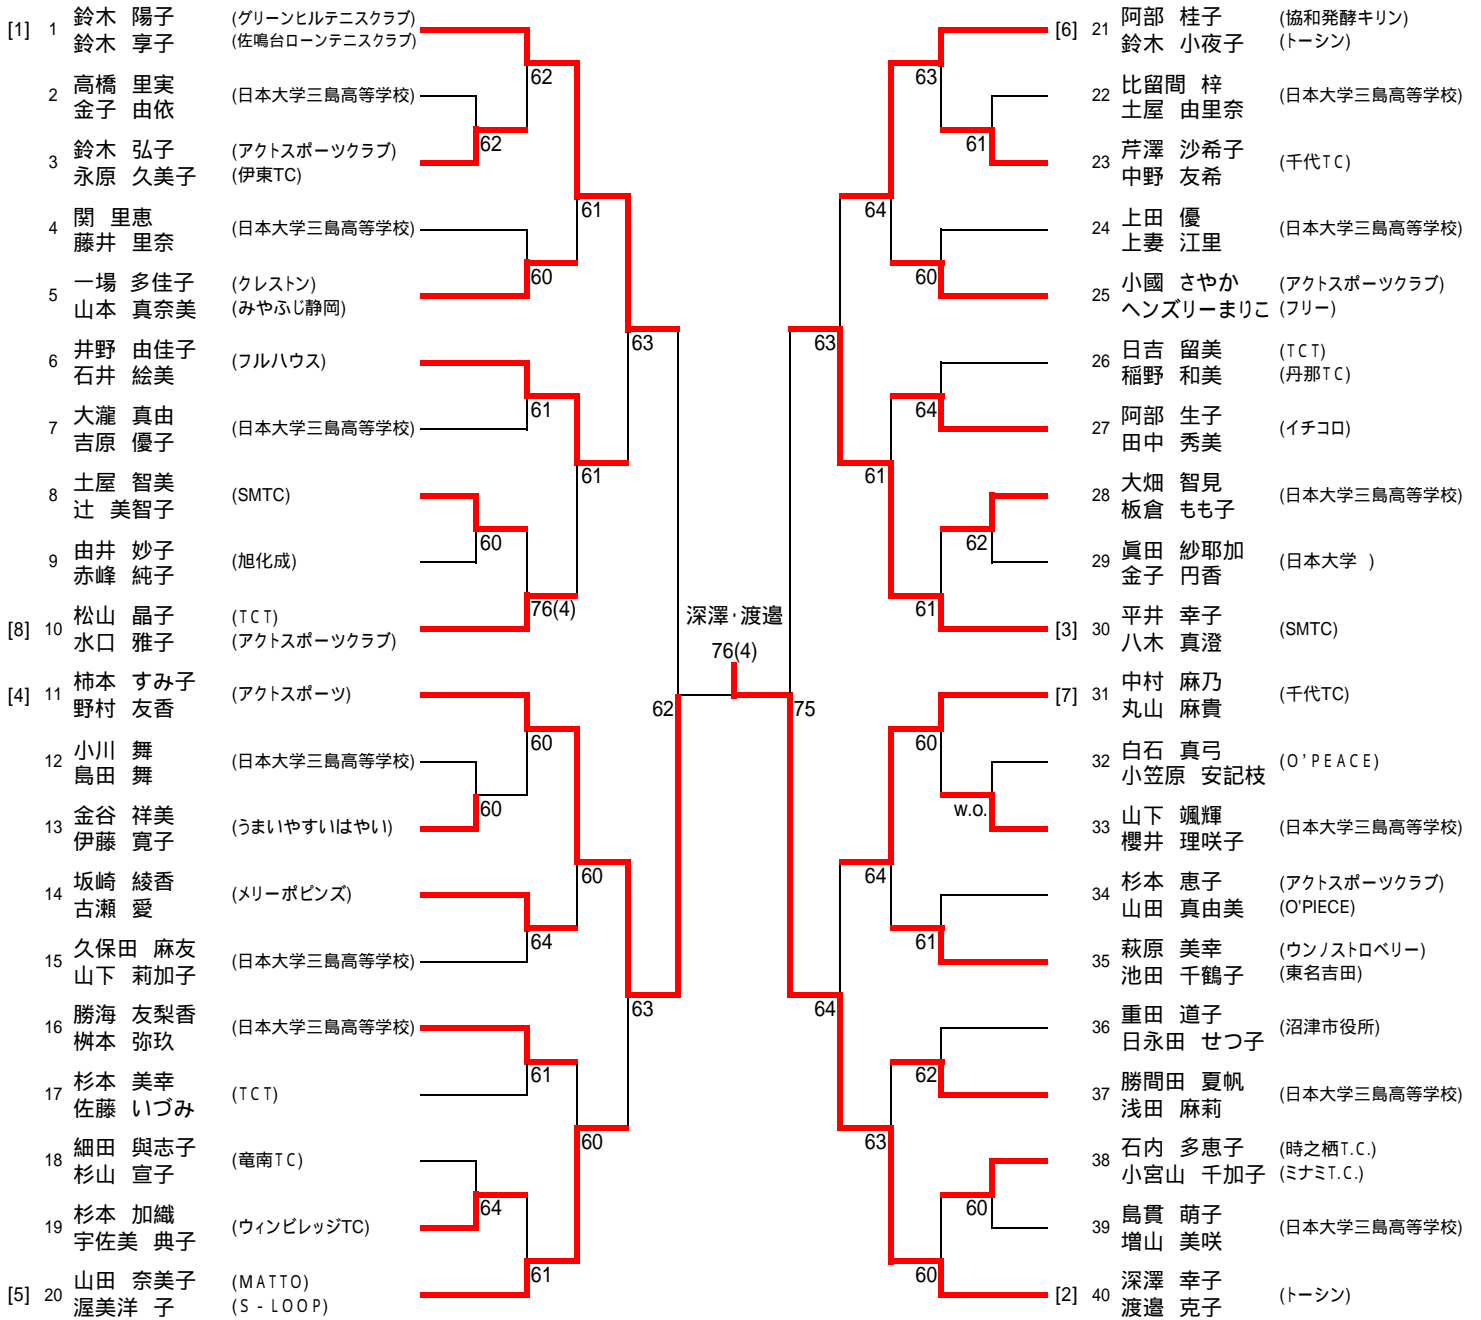 [1] 1 鈴木 陽子 (グリーンヒルテニスクラブ)
鈴木 享子 (佐鳴台ローンテニスクラブ)
62
2 高橋 里実 (日本大学三島高等学校)
金子 由依
62
3 鈴木 弘子 (アクトスポーツクラブ)
永原 久美子 (伊東TC)
61
4 関 里恵 (日本大学三島高等学校)
藤井 里奈
60
5 一場 多佳子 (クレストン)
山本 真奈美 (みやふじ静岡)
63
6 井野 由佳子 (フルハウス)
石井 絵美
61
7 大瀧 真由 (日本大学三島高等学校)
吉原 優子
61
8 土屋 智美 (SMTC)
辻 美智子
60
9 由井 妙子 (旭化成)
赤峰 純子
76(4)
[8] 10 松山 晶子 (TCT)
水口 雅子 (アクトスポーツクラブ)
62
[4] 11 柿本 すみ子 (アクトスポーツ)
野村 友香
60
12 小川 舞 (日本大学三島高等学校)
島田 舞
60
13 金谷 祥美 (うまいやすいはやい)
伊藤 寛子
60
14 坂崎 綾香 (メリーポピンズ)
古瀬 愛
64
15 久保田 麻友 (日本大学三島高等学校)
山下 莉加子
63
16 勝海 友梨香 (日本大学三島高等学校)
桝本 弥玖
61
17 杉本 美幸 (TCT)
佐藤 いづみ
60
18 細田 與志子 (竜南TC)
杉山 宣子
64
19 杉本 加織 (ウィンビレッジTC)
宇佐美 典子
61
[5] 20 山田 奈美子 (MATTO)
渥美洋 子 (S-LOOP)
深澤・渡邉
76(4)
[6] 21 阿部 桂子 (協和発酵キリン)
鈴木 小夜子 (トーシン)
63
22 比留間 梓 (日本大学三島高等学校)
土屋 由里奈
61
23 芹澤 沙希子 (千代TC)
中野 友希
64
24 上田 優 (日本大学三島高等学校)
上妻 江里
60
25 小國 さやか (アクトスポーツクラブ)
ヘンズリーまりこ (フリー)
63
26 日吉 留美 (TCT)
稲野 和美 (丹那TC)
64
27 阿部 生子 (イチコロ)
田中 秀美
61
28 大畑 智見 (日本大学三島高等学校)
板倉 もも子
62
29 眞田 紗耶加 (日本大学 )
金子 円香
61
[3] 30 平井 幸子 (SMTC)
八木 真澄
75
[7] 31 中村 麻乃 (千代TC)
丸山 麻貴
60
32 白石 真弓 (O'PEACE)
小笠原 安記枝
w.o.
33 山下 颯輝 (日本大学三島高等学校)
櫻井 理咲子
64
34 杉本 恵子 (アクトスポーツクラブ)
山田 真由美 (O'PIECE)
61
35 萩原 美幸 (ウンノストロベリー)
池田 千鶴子 (東名吉田)
64
36 重田 道子 (沼津市役所)
日永田 せつ子
62
37 勝間田 夏帆 (日本大学三島高等学校)
浅田 麻莉
63
38 石内 多恵子 (時之栖T.C.)
小宮山 千加子 (ミナミT.C.)
60
39 島貫 萌子 (日本大学三島高等学校)
増山 美咲
60
[2] 40 深澤 幸子 (トーシン)
渡邉 克子